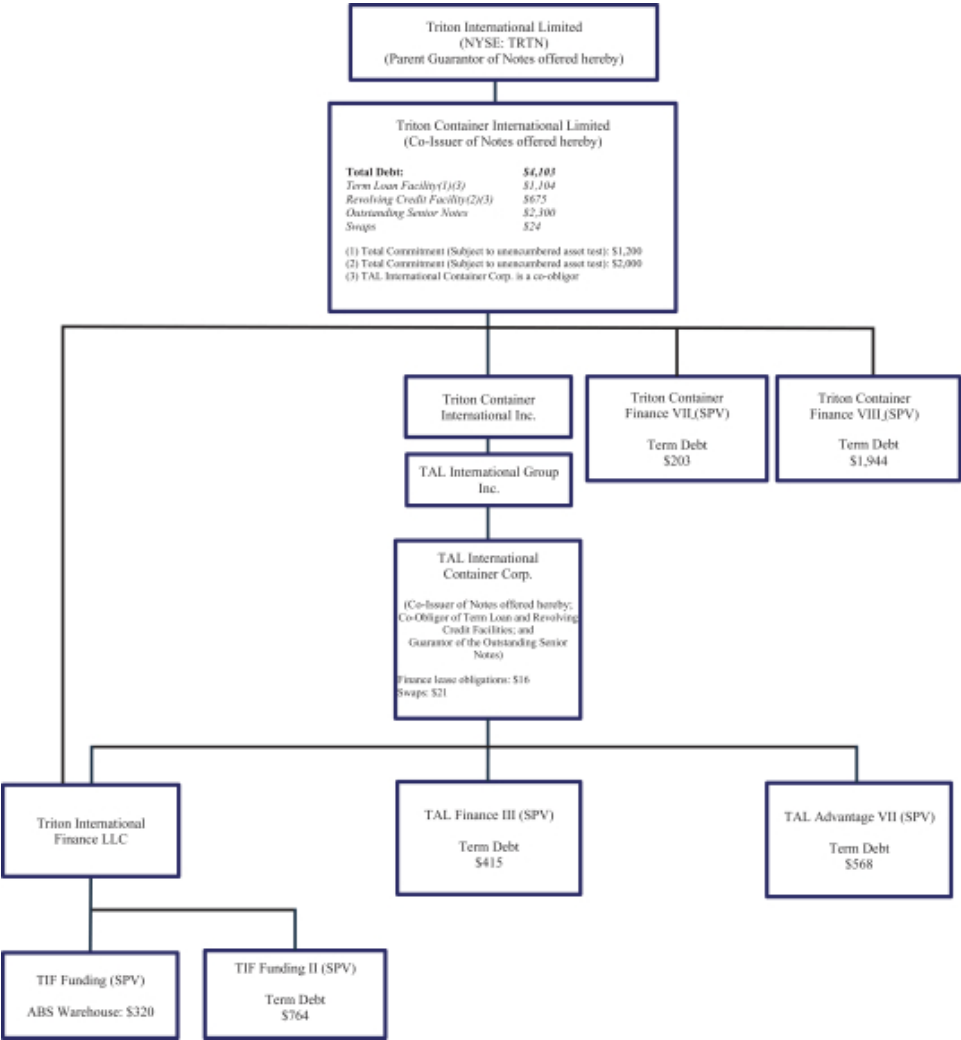 Triton International Limited
(NYSE: TRTN)
(Parent Guarantor of Notes offered hereby)
Triton Container International Limited
(Co-Issuer of Notes offered hereby)
Total Debt: $4,103
Term Loan Facility(1)(3) $1,104
Revolving Credit Facility(2)(3) $675
Outstanding Senior Notes $2,300
Swaps $24
(1) Total Commitment (Subject to unencumbered asset test): $1,200
(2) Total Commitment (Subject to unencumbered asset test): $2,000
(3) TAL International Container Corp. is a co-obligor
Triton Container
International Inc.
Triton Container
Finance VII (SPV)
Term Debt
$203
Triton Container
Finance VIII (SPV)
Term Debt
$1,944
TAL International Group
Inc.
TAL International
Container Corp.
(Co-Issuer of Notes offered hereby;
Co-Obligor of Term Loan and Revolving
Credit Facilities; and
Guarantor of the Outstanding Senior
Notes)
Finance lease obligations: $16
Swaps: $21
Triton International
Finance LLC
TAL Finance III (SPV)
Term Debt
$415
TAL Advantage VII (SPV)
Term Debt
$568
TIF Funding (SPV)
ABS Warehouse: $320
TIF Funding II (SPV)
Term Debt
$764